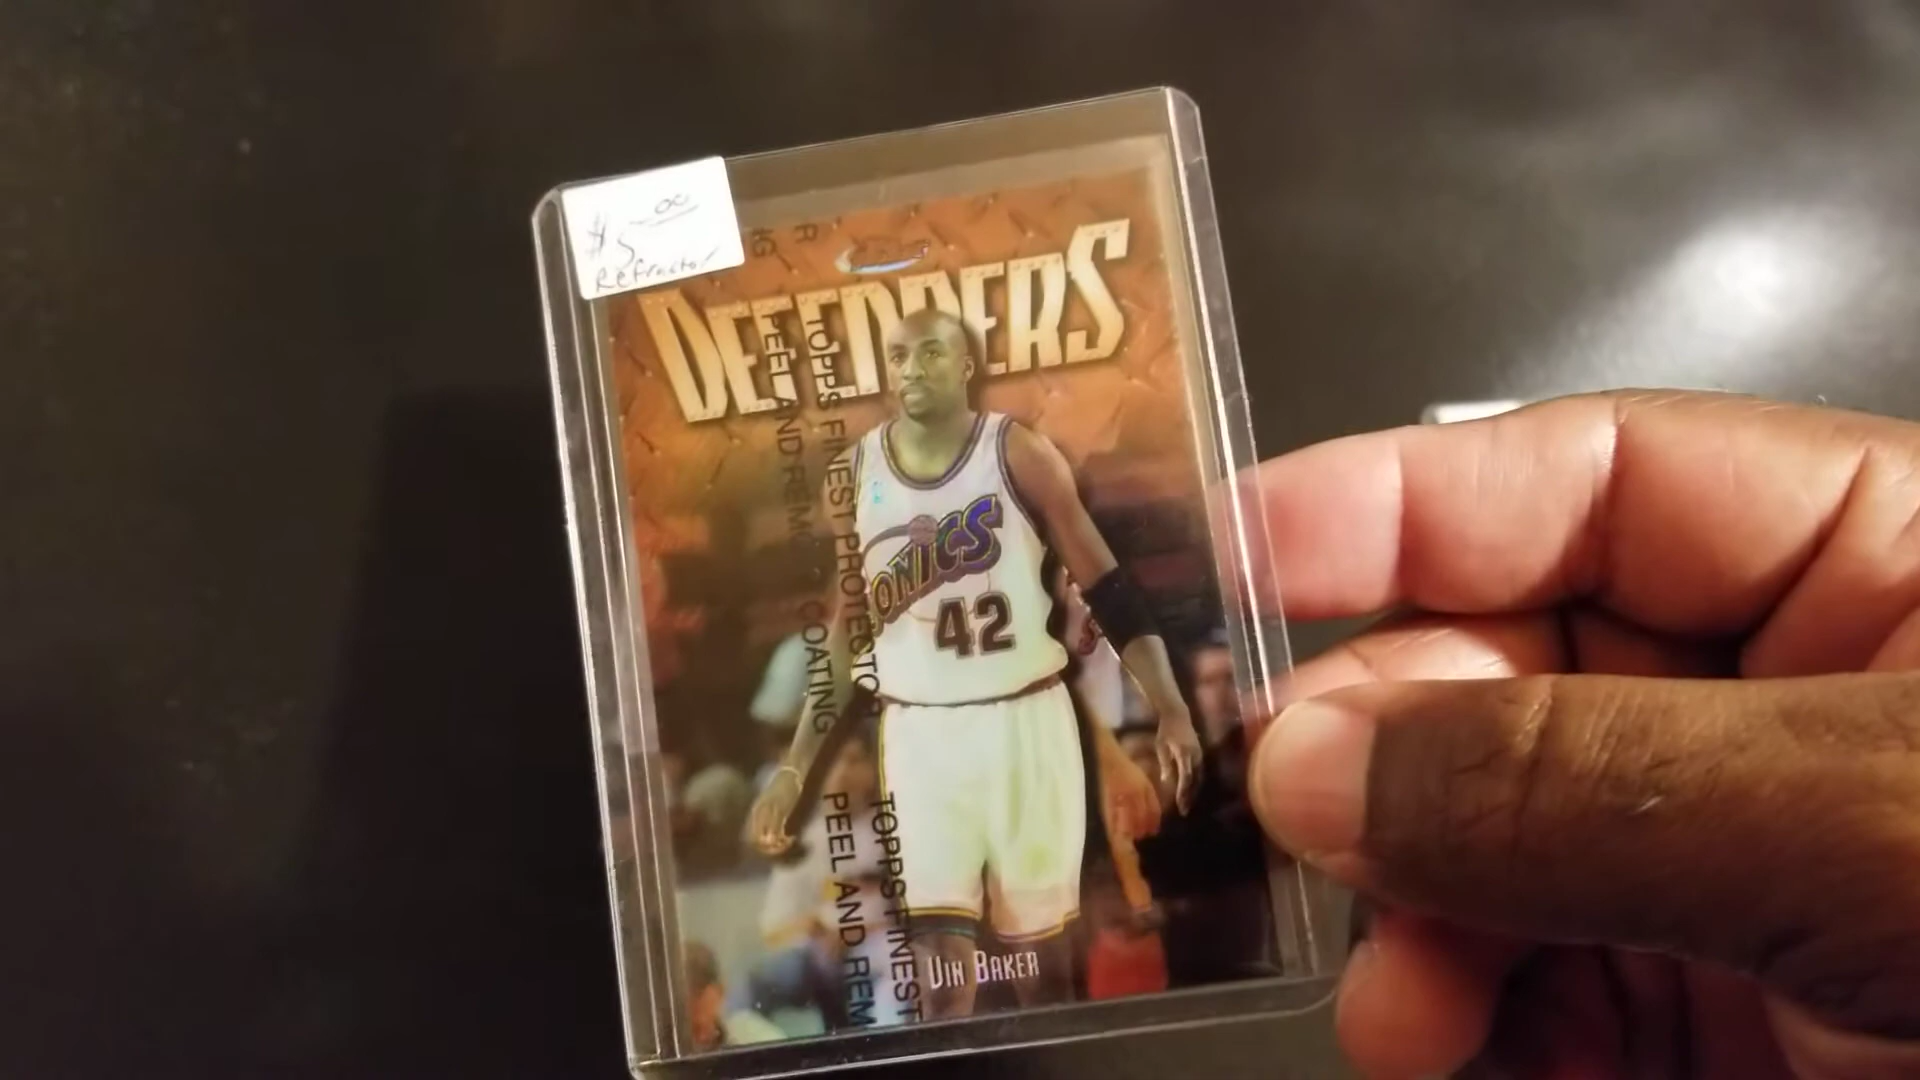 $5.00
Refractor
DEFENDERS
TOPPS FINEST PROTECTOR
PEEL AND REMOVE COATING
SONICS
42
TOPPS FINEST
PEEL AND REM
VIN BAKER